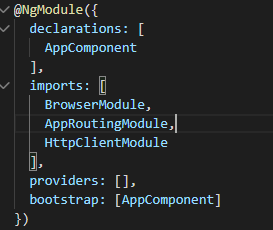 @NgModule({
declarations: [
AppComponent
],
imports: [
BrowserModule,
AppRoutingModule,
HttpClientModule
],
providers: [],
bootstrap: [AppComponent]
})